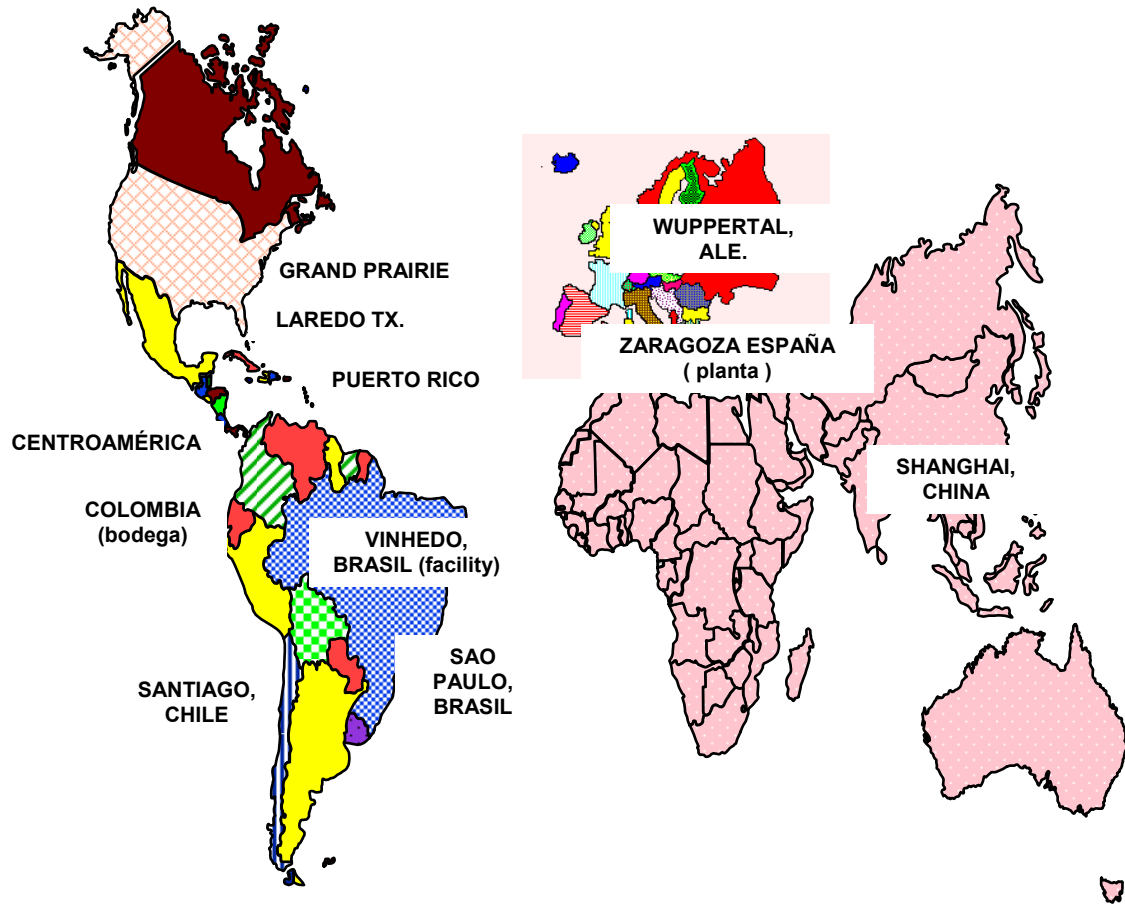 GRAND PRAIRIE
LAREDO TX.
PUERTO RICO
CENTROAMÉRICA
COLOMBIA
(bodega)
VINHEDO,
BRASIL (facility)
SANTIAGO,
CHILE
SAO
PAULO,
BRASIL
WUPPERTAL,
ALE.
ZARAGOZA ESPAÑA
( planta )
SHANGHAI,
CHINA